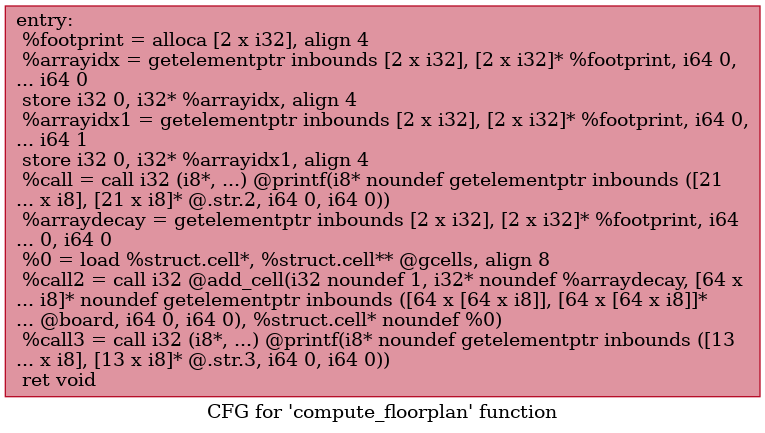 entry:
%footprint = alloca [2 x i32], align 4
%arrayidx = getelementptr inbounds [2 x i32], [2 x i32]* %footprint, i64 0,
... i64 0
store i32 0, i32* %arrayidx, align 4
%arrayidx1 = getelementptr inbounds [2 x i32], [2 x i32]* %footprint, i64 0,
... i64 1
store i32 0, i32* %arrayidx1, align 4
%call = call i32 (i8*, ...) @printf(i8* noundef getelementptr inbounds ([21
... x i8], [21 x i8]* @.str.2, i64 0, i64 0))
%arraydecay = getelementptr inbounds [2 x i32], [2 x i32]* %footprint, i64
... 0, i64 0
%0 = load %struct.cell*, %struct.cell** @gcells, align 8
%call2 = call i32 @add_cell(i32 noundef 1, i32* noundef %arraydecay, [64 x
... i8]* noundef getelementptr inbounds ([64 x [64 x i8]], [64 x [64 x i8]]*
... @board, i64 0, i64 0), %struct.cell* noundef %0)
%call3 = call i32 (i8*, ...) @printf(i8* noundef getelementptr inbounds ([13
... x i8], [13 x i8]* @.str.3, i64 0, i64 0))
ret void
CFG for 'compute_floorplan' function